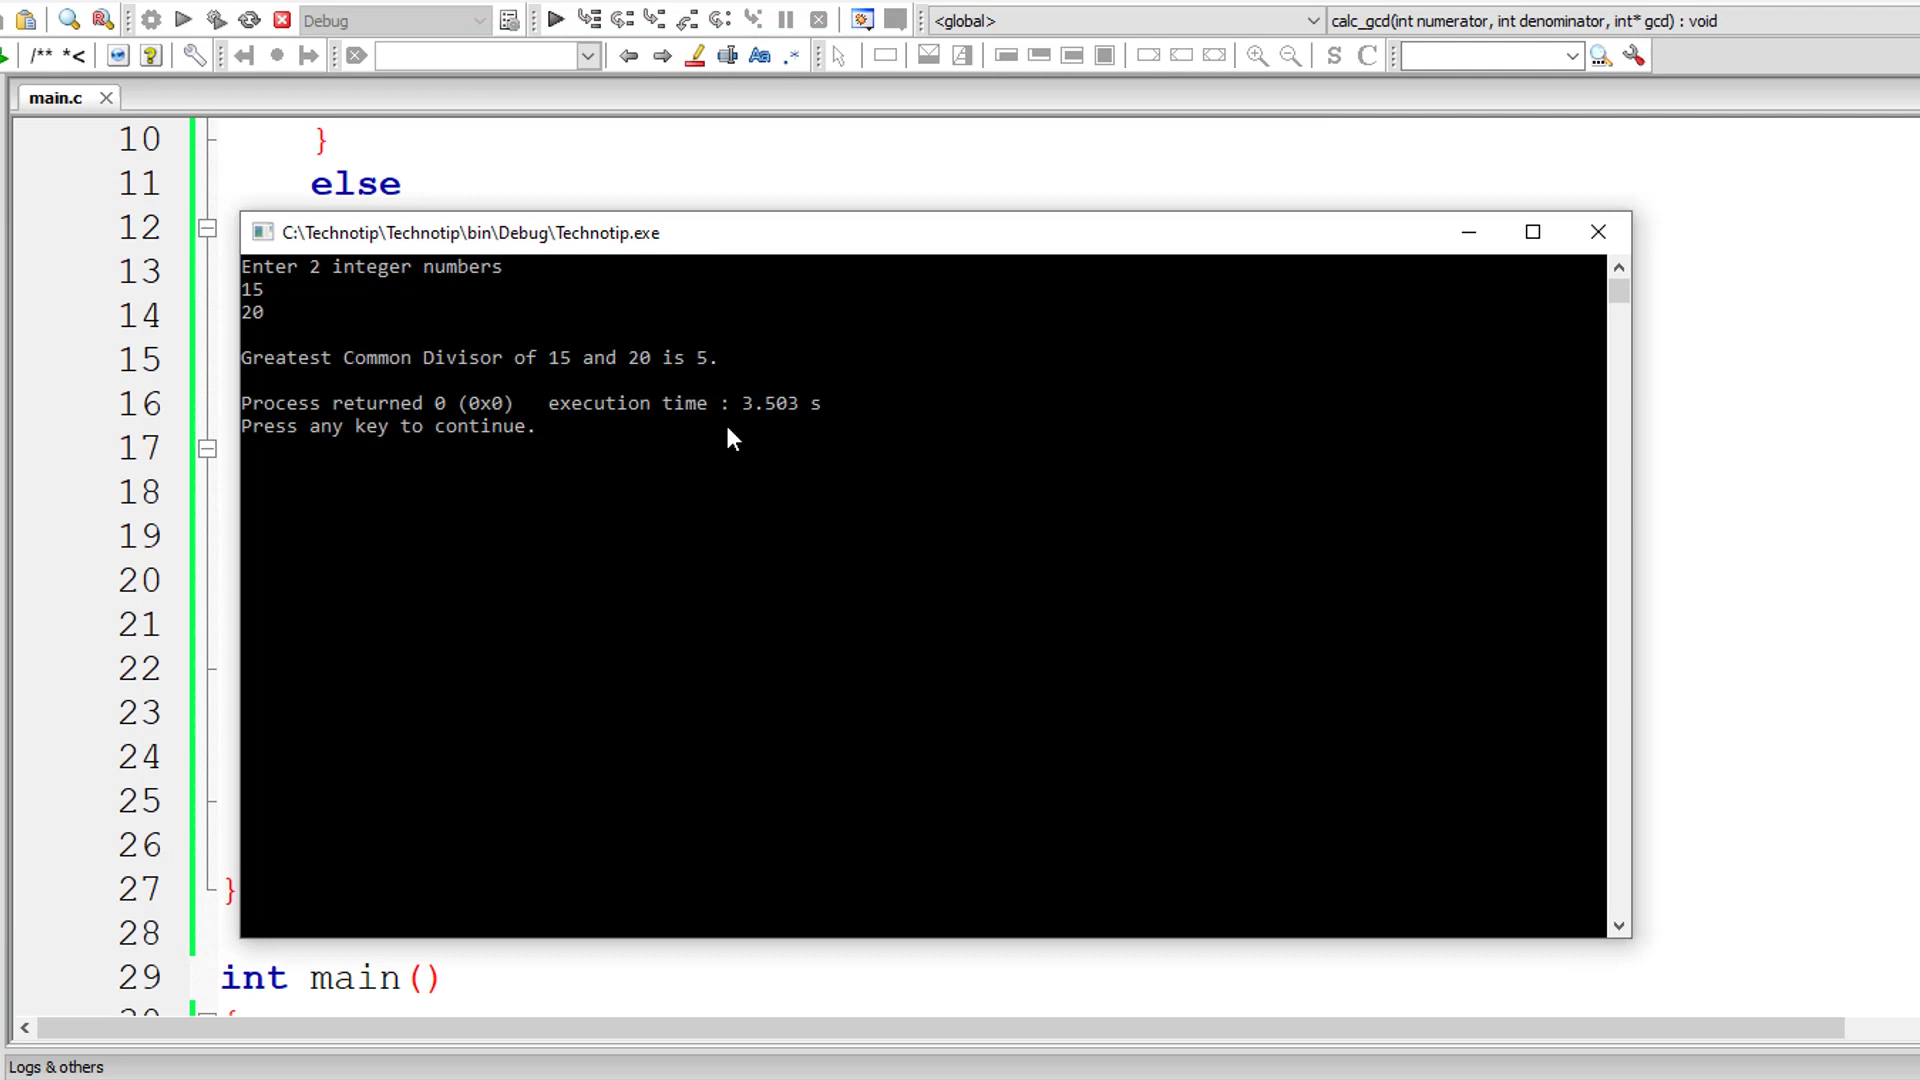 Debug
<global>
calc_gcd(int numerator, int denominator, int* gcd) : void
/** *<
Aa
.*
S
C
main.c
10 }
11 else
12
13
14
15
16
17
18
19
20
21
22
23
24
25
26
27 }
28
29 int main()
30 {
C:\Technotip\Technotip\bin\Debug\Technotip.exe
Enter 2 integer numbers
15
20
Greatest Common Divisor of 15 and 20 is 5.
Process returned 0 (0x0) execution time : 3.503 s
Press any key to continue.
Logs & others